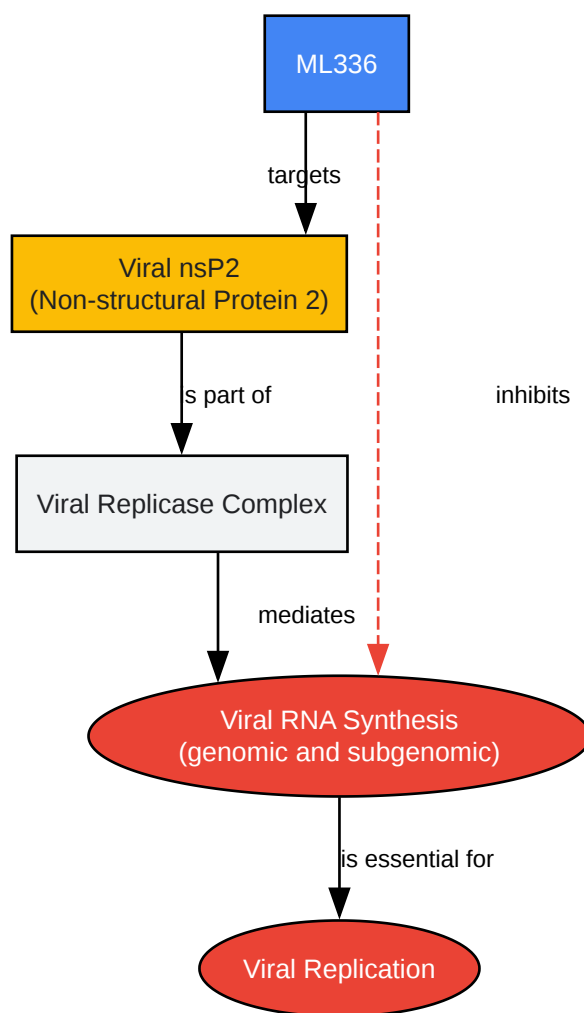 ML336
targets
Viral nsP2
(Non-structural Protein 2)
is part of
inhibits
Viral Replicase Complex
mediates
Viral RNA Synthesis
(genomic and subgenomic)
is essential for
Viral Replication